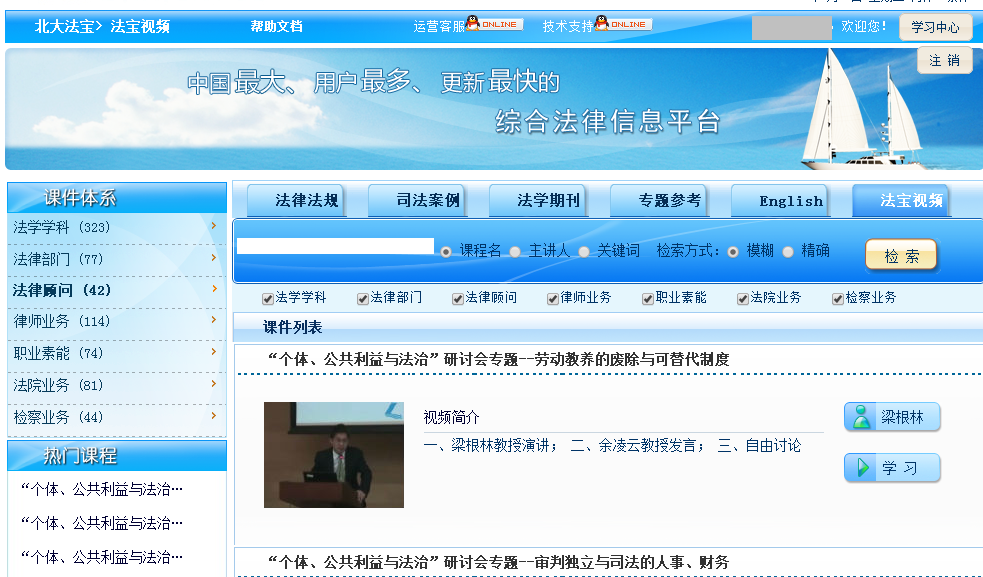 北大法宝> 法宝视频 帮助文档 运营客服 ONLINE 技术支持 ONLINE 欢迎您! 学习中心
注 销
中国最大、用户最多、更新最快的
综合法律信息平台
课件体系
法学学科 (323)
法律部门 (77)
法律顾问 (42)
律师业务 (114)
职业素能 (74)
法院业务 (81)
检察业务 (44)
热门课程
“个体、公共利益与法治…
“个体、公共利益与法治…
“个体、公共利益与法治…
法律法规 司法案例 法学期刊 专题参考 English 法宝视频
课程名 主讲人 关键词 检索方式: 模糊 精确 检 索
法学学科 法律部门 法律顾问 律师业务 职业素能 法院业务 检察业务
课件列表
“个体、公共利益与法治”研讨会专题--劳动教养的废除与可替代制度
视频简介
一、梁根林教授演讲； 二、余凌云教授发言； 三、自由讨论
梁根林
学 习
“个体、公共利益与法治”研讨会专题--审判独立与司法的人事、财务